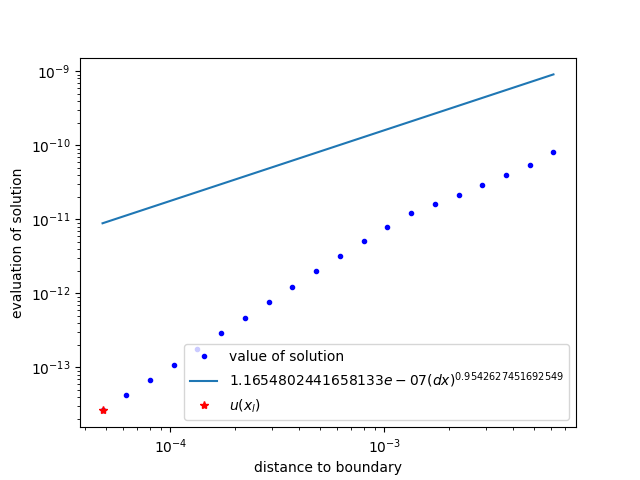 10^{-9}
10^{-10}
10^{-11}
10^{-12}
10^{-13}
evaluation of solution
value of solution
1.1654802441658133e − 07(dx)^{0.9542627451692549}
u(x_l)
10^{-4}
10^{-3}
distance to boundary